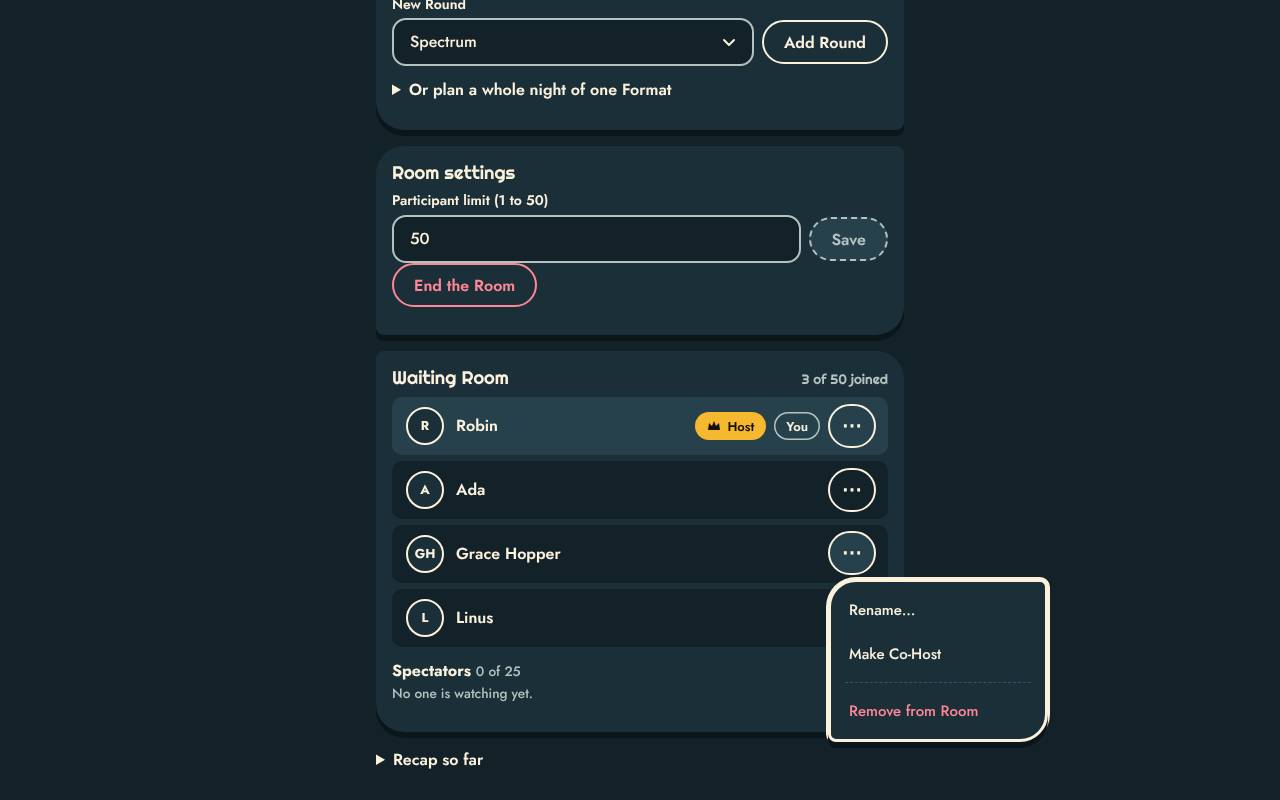 New Round
Spectrum
Add Round
Or plan a whole night of one Format
Room settings
Participant limit (1 to 50)
50
Save
End the Room
Waiting Room
3 of 50 joined
R Robin Host You ...
A Ada ...
GH Grace Hopper ...
L Linus
Rename...
Make Co-Host
Remove from Room
Spectators 0 of 25
No one is watching yet.
Recap so far